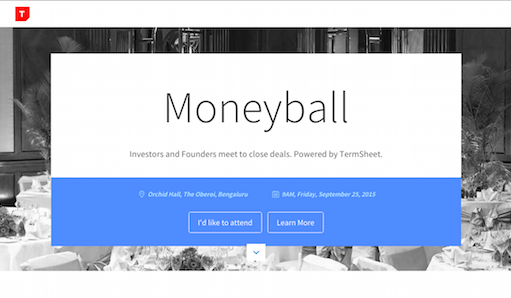 T
Moneyball
Investors and Founders meet to close deals. Powered by TermSheet.
Orchid Hall, The Oberoi, Bengaluru 9AM, Friday, September 25, 2015
I'd like to attend Learn More